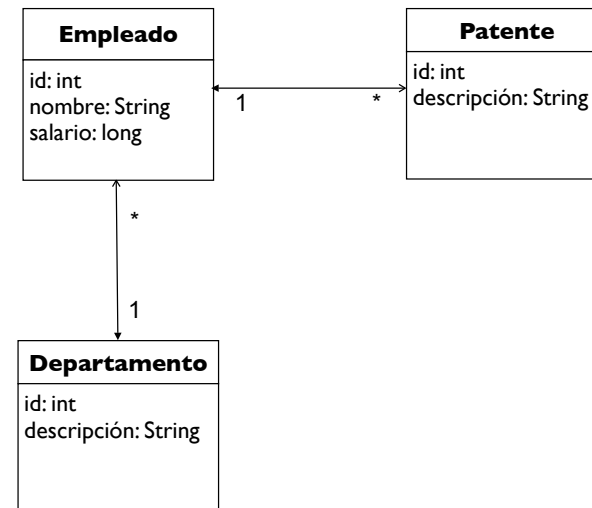 Empleado
id: int
nombre: String
salario: long
Patente
id: int
descripción: String
1
*
*
1
Departamento
id: int
descripción: String